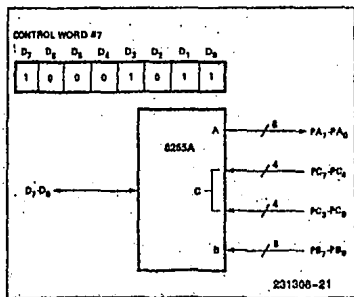 CONTROL WORD #7
D7 D6 D5 D4 D3 D2 D1 D0
1 0 0 0 1 0 1 1
8255A
A 8 PA7-PA0
4 PC7-PC4
D7-D0 C
4 PC3-PC0
B 8 PB7-PB0
231308-21